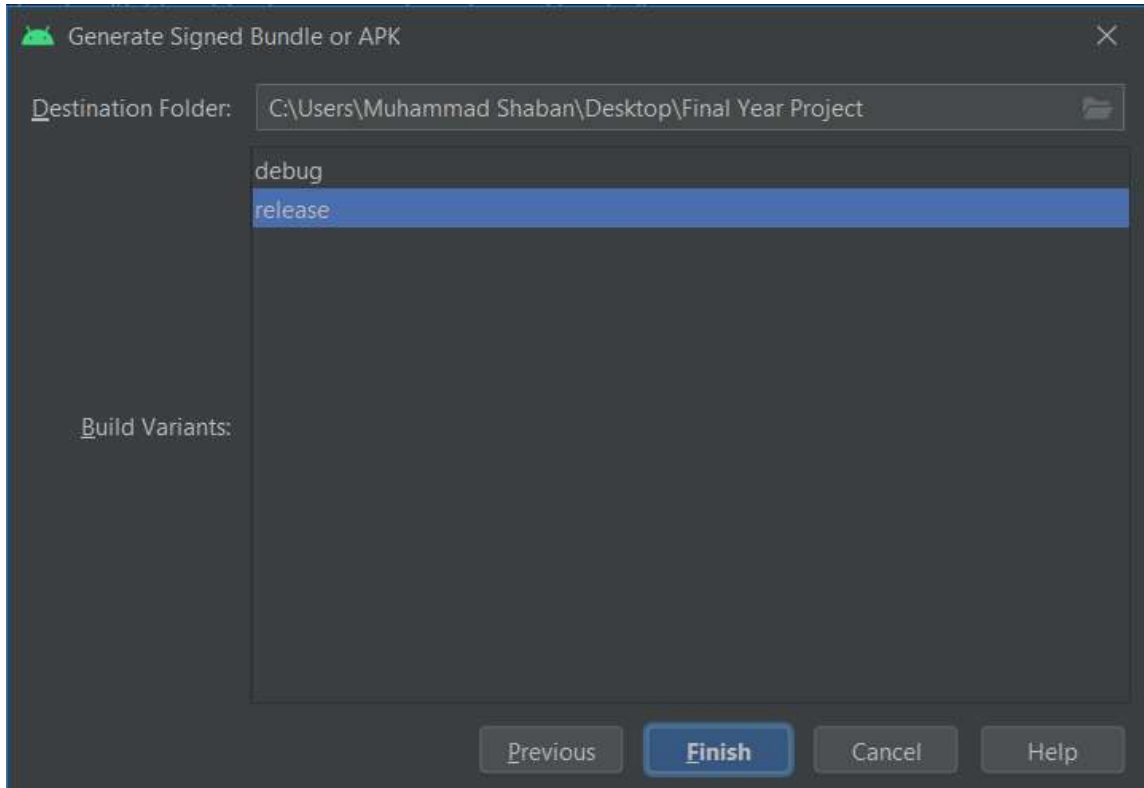 Generate Signed Bundle or APK
Destination Folder: C:\Users\Muhammad Shaban\Desktop\Final Year Project
debug
release
Build Variants:
Previous Finish Cancel Help